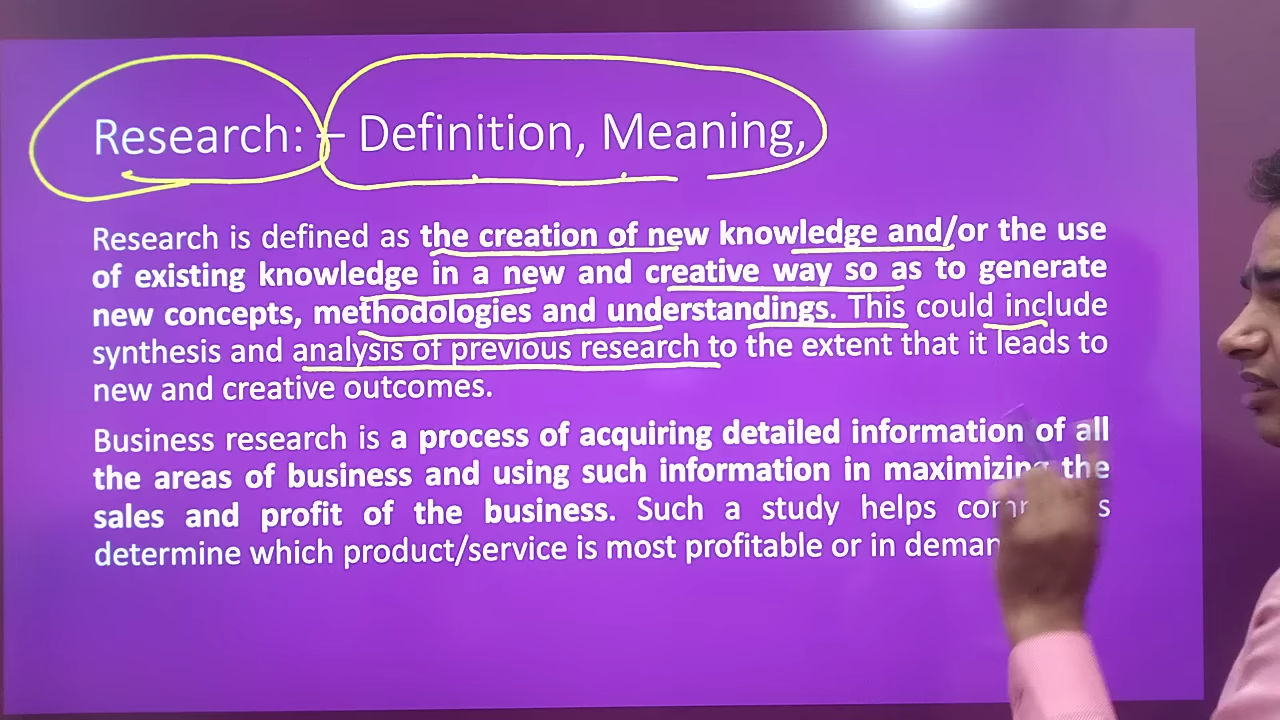 Research: – Definition, Meaning,
Research is defined as the creation of new knowledge and/or the use
of existing knowledge in a new and creative way so as to generate
new concepts, methodologies and understandings. This could include
synthesis and analysis of previous research to the extent that it leads to
new and creative outcomes.
Business research is a process of acquiring detailed information of all
the areas of business and using such information in maximizing the
sales and profit of the business. Such a study helps
determine which product/service is most profitable or in